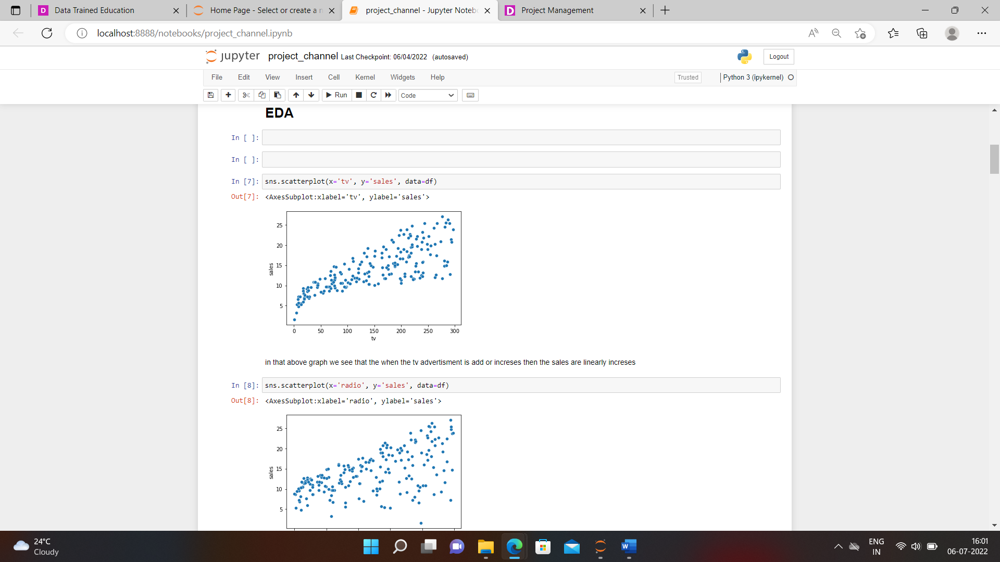 Data Trained Education
Home Page - Select or create a n
project_channel - Jupyter Notebo
Project Management
localhost:8888/notebooks/project_channel.ipynb
jupyter project_channel Last Checkpoint: 06/04/2022 (autosaved)
Logout
File Edit View Insert Cell Kernel Widgets Help
Trusted
Python 3 (ipykernel)
Run
Code
EDA
In [ ]:
In [ ]:
In [7]: sns.scatterplot(x='tv', y='sales', data=df)
Out[7]: <AxesSubplot:xlabel='tv', ylabel='sales'>
25
20
15
10
5
sales
0 50 100 150 200 250 300
tv
in that above graph we see that the when the tv advertisment is add or increses then the sales are linearly increses
In [8]: sns.scatterplot(x='radio', y='sales', data=df)
Out[8]: <AxesSubplot:xlabel='radio', ylabel='sales'>
25
20
15
10
5
sales
24°C
Cloudy
ENG
IN
16:01
06-07-2022